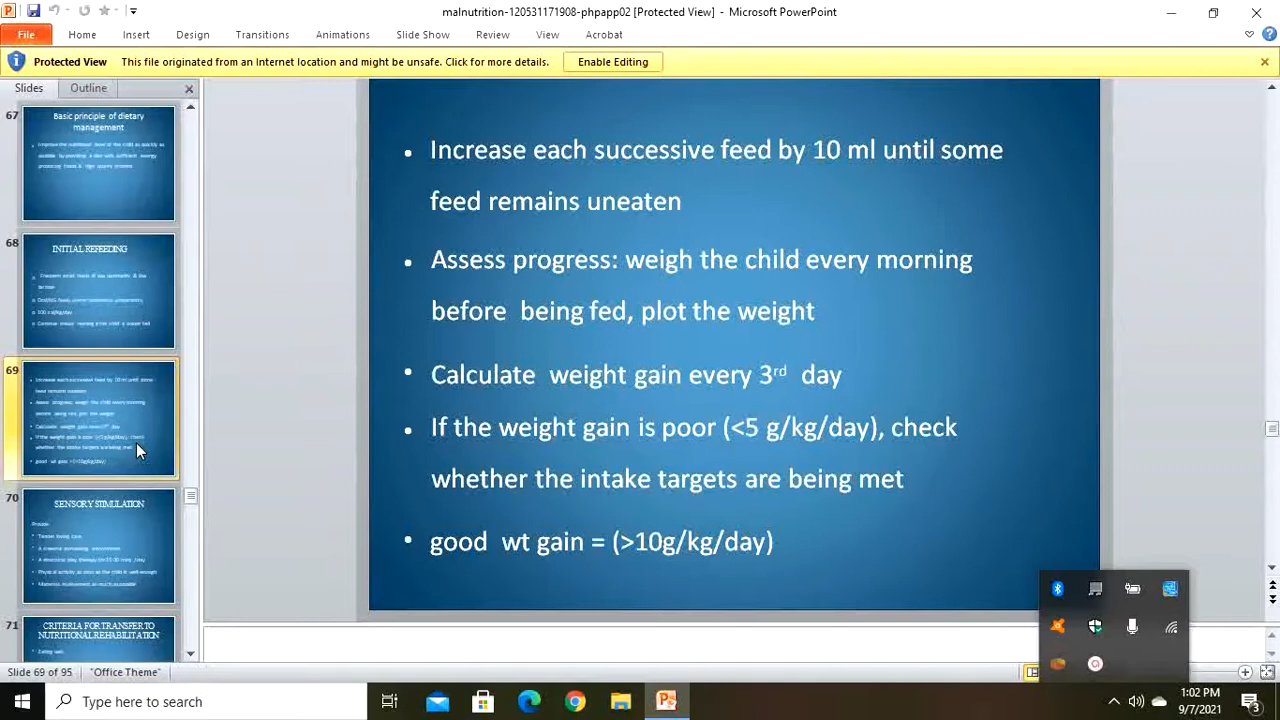 malnutrition-120531171908-phpapp02 [Protected View] - Microsoft PowerPoint
File Home Insert Design Transitions Animations Slide Show Review View Acrobat
Protected View This file originated from an Internet location and might be unsafe. Click for more details. Enable Editing
Slides Outline
67
Basic principle of dietary
management
68
INITIAL REFEEDING
69
70
SENSORY STIMULATION
71
CRITERIA FOR TRANSFER TO
NUTRITIONAL REHABILITATION
• Increase each successive feed by 10 ml until some
feed remains uneaten
• Assess progress: weigh the child every morning
before being fed, plot the weight
• Calculate weight gain every 3rd day
• If the weight gain is poor (<5 g/kg/day), check
whether the intake targets are being met
• good wt gain = (>10g/kg/day)
Slide 69 of 95 "Office Theme"
Type here to search
1:02 PM
9/7/2021
3